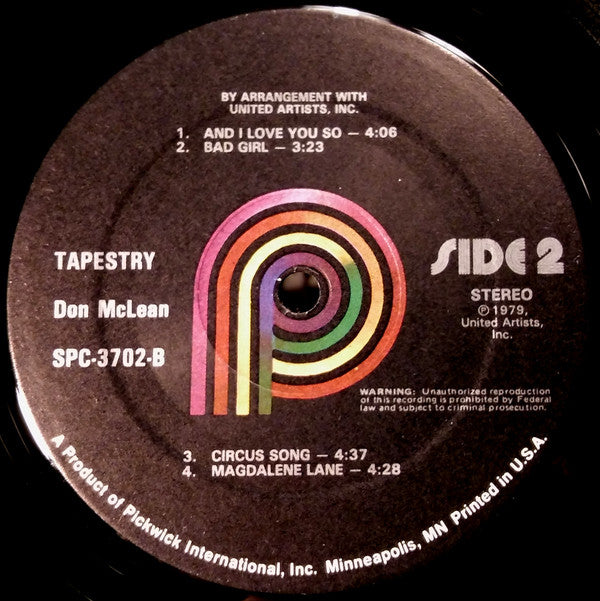 BY ARRANGEMENT WITH
UNITED ARTISTS, INC.
1. AND I LOVE YOU SO – 4:06
2. BAD GIRL – 3:23
TAPESTRY
Don McLean
SPC-3702-B
SIDE 2
STEREO
℗ 1979,
United Artists,
Inc.
WARNING: Unauthorized reproduction
of this recording is prohibited by Federal
law and subject to criminal prosecution.
3. CIRCUS SONG – 4:37
4. MAGDALENE LANE – 4:28
A Product of Pickwick International, Inc. Minneapolis, MN Printed in U.S.A.